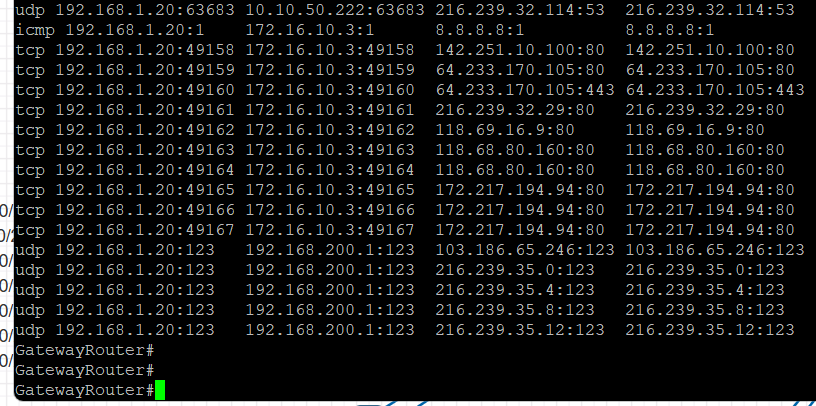 udp 192.168.1.20:63683 10.10.50.222:63683 216.239.32.114:53 216.239.32.114:53
icmp 192.168.1.20:1 172.16.10.3:1 8.8.8.8:1 8.8.8.8:1
tcp 192.168.1.20:49158 172.16.10.3:49158 142.251.10.100:80 142.251.10.100:80
tcp 192.168.1.20:49159 172.16.10.3:49159 64.233.170.105:80 64.233.170.105:80
tcp 192.168.1.20:49160 172.16.10.3:49160 64.233.170.105:443 64.233.170.105:443
tcp 192.168.1.20:49161 172.16.10.3:49161 216.239.32.29:80 216.239.32.29:80
tcp 192.168.1.20:49162 172.16.10.3:49162 118.69.16.9:80 118.69.16.9:80
tcp 192.168.1.20:49163 172.16.10.3:49163 118.68.80.160:80 118.68.80.160:80
tcp 192.168.1.20:49164 172.16.10.3:49164 118.68.80.160:80 118.68.80.160:80
tcp 192.168.1.20:49165 172.16.10.3:49165 172.217.194.94:80 172.217.194.94:80
tcp 192.168.1.20:49166 172.16.10.3:49166 172.217.194.94:80 172.217.194.94:80
tcp 192.168.1.20:49167 172.16.10.3:49167 172.217.194.94:80 172.217.194.94:80
udp 192.168.1.20:123 192.168.200.1:123 103.186.65.246:123 103.186.65.246:123
udp 192.168.1.20:123 192.168.200.1:123 216.239.35.0:123 216.239.35.0:123
udp 192.168.1.20:123 192.168.200.1:123 216.239.35.4:123 216.239.35.4:123
udp 192.168.1.20:123 192.168.200.1:123 216.239.35.8:123 216.239.35.8:123
udp 192.168.1.20:123 192.168.200.1:123 216.239.35.12:123 216.239.35.12:123
GatewayRouter#
GatewayRouter#
GatewayRouter#